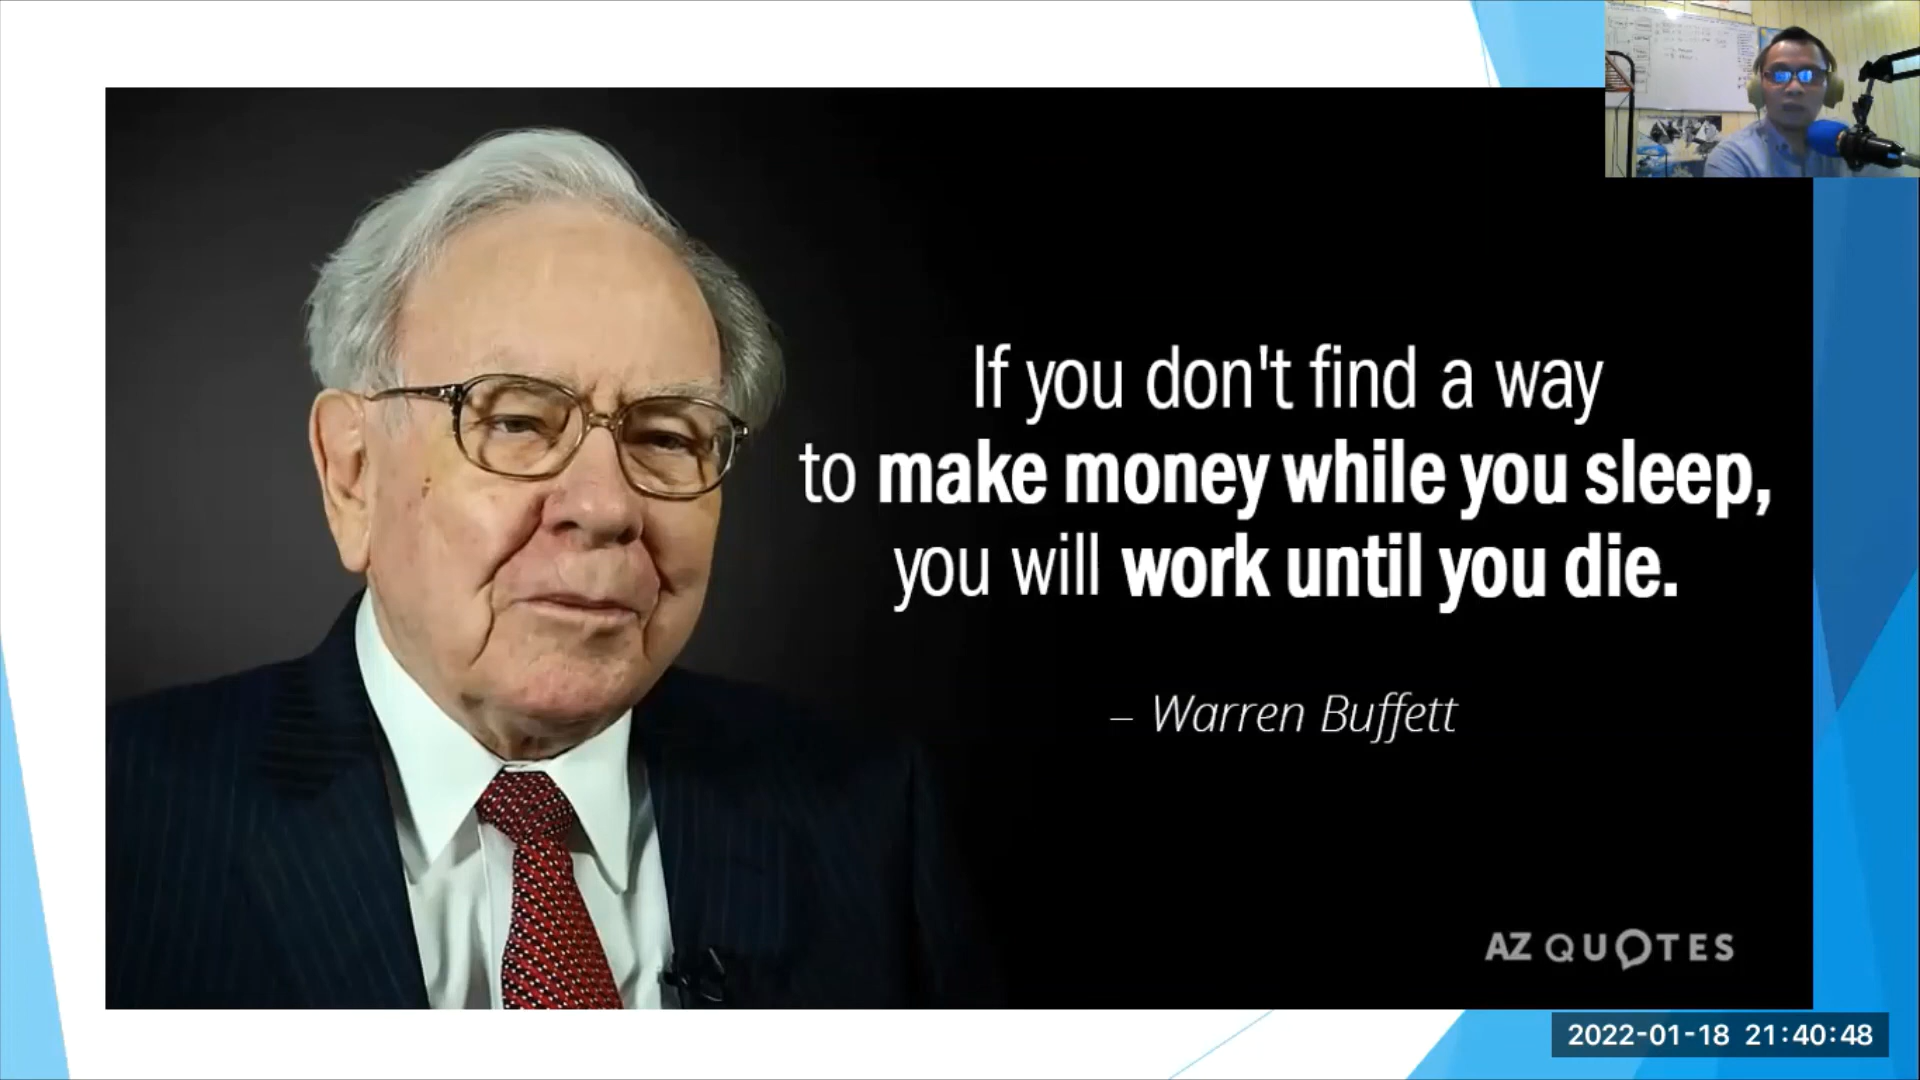 If you don't find a way
to make money while you sleep,
you will work until you die.
– Warren Buffett
AZ QUOTES
2022-01-18 21:40:48